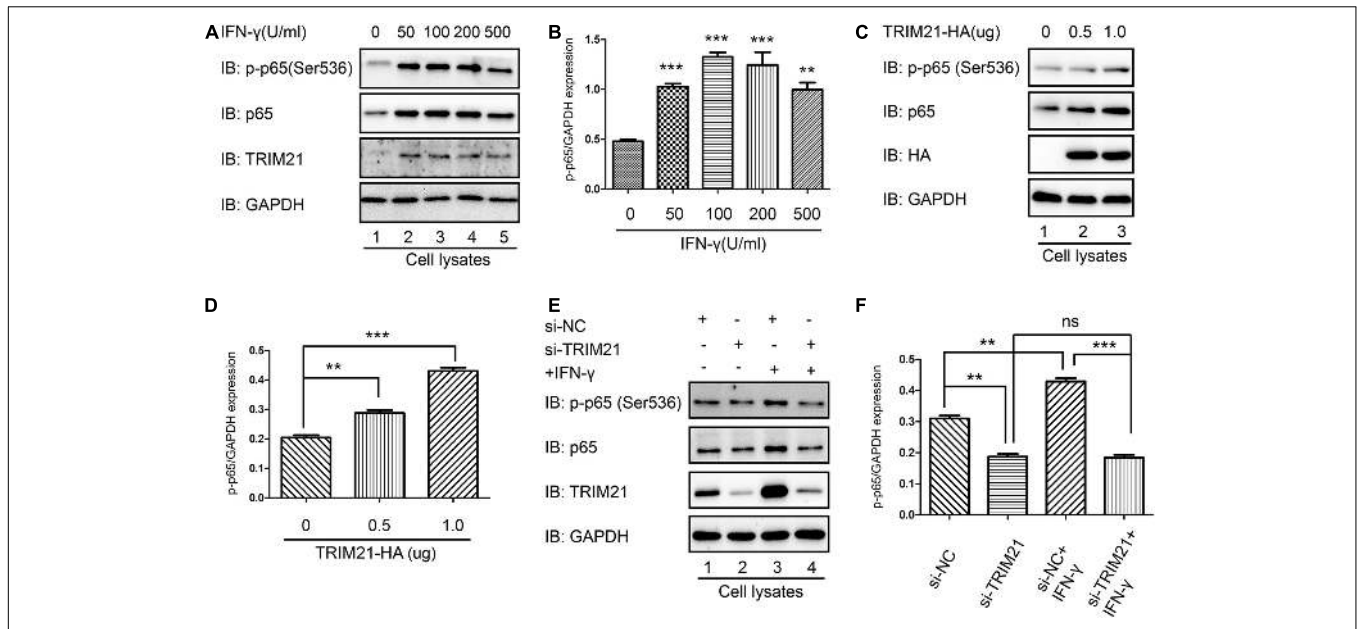 A IFN-γ(U/ml) 0 50 100 200 500
IB: p-p65(Ser536)
IB: p65
IB: TRIM21
IB: GAPDH
1 2 3 4 5
Cell lysates
B
p-p65/GAPDH expression
1.5
1.0
0.5
0.0
*** *** *** **
0 50 100 200 500
IFN-γ(U/ml)
C TRIM21-HA(ug) 0 0.5 1.0
IB: p-p65 (Ser536)
IB: p65
IB: HA
IB: GAPDH
1 2 3
Cell lysates
D
p-p65/GAPDH expression
0.5
0.4
0.3
0.2
0.1
0.0
***
**
0 0.5 1.0
TRIM21-HA (ug)
E
si-NC + - + -
si-TRIM21 - + - +
+IFN-γ - - + +
IB: p-p65 (Ser536)
IB: p65
IB: TRIM21
IB: GAPDH
1 2 3 4
Cell lysates
F
p-p65/GAPDH expression
0.5
0.4
0.3
0.2
0.1
0.0
ns
** ***
**
si-NC
si-TRIM21
si-NC+
IFN-γ
si-TRIM21+
IFN-γ